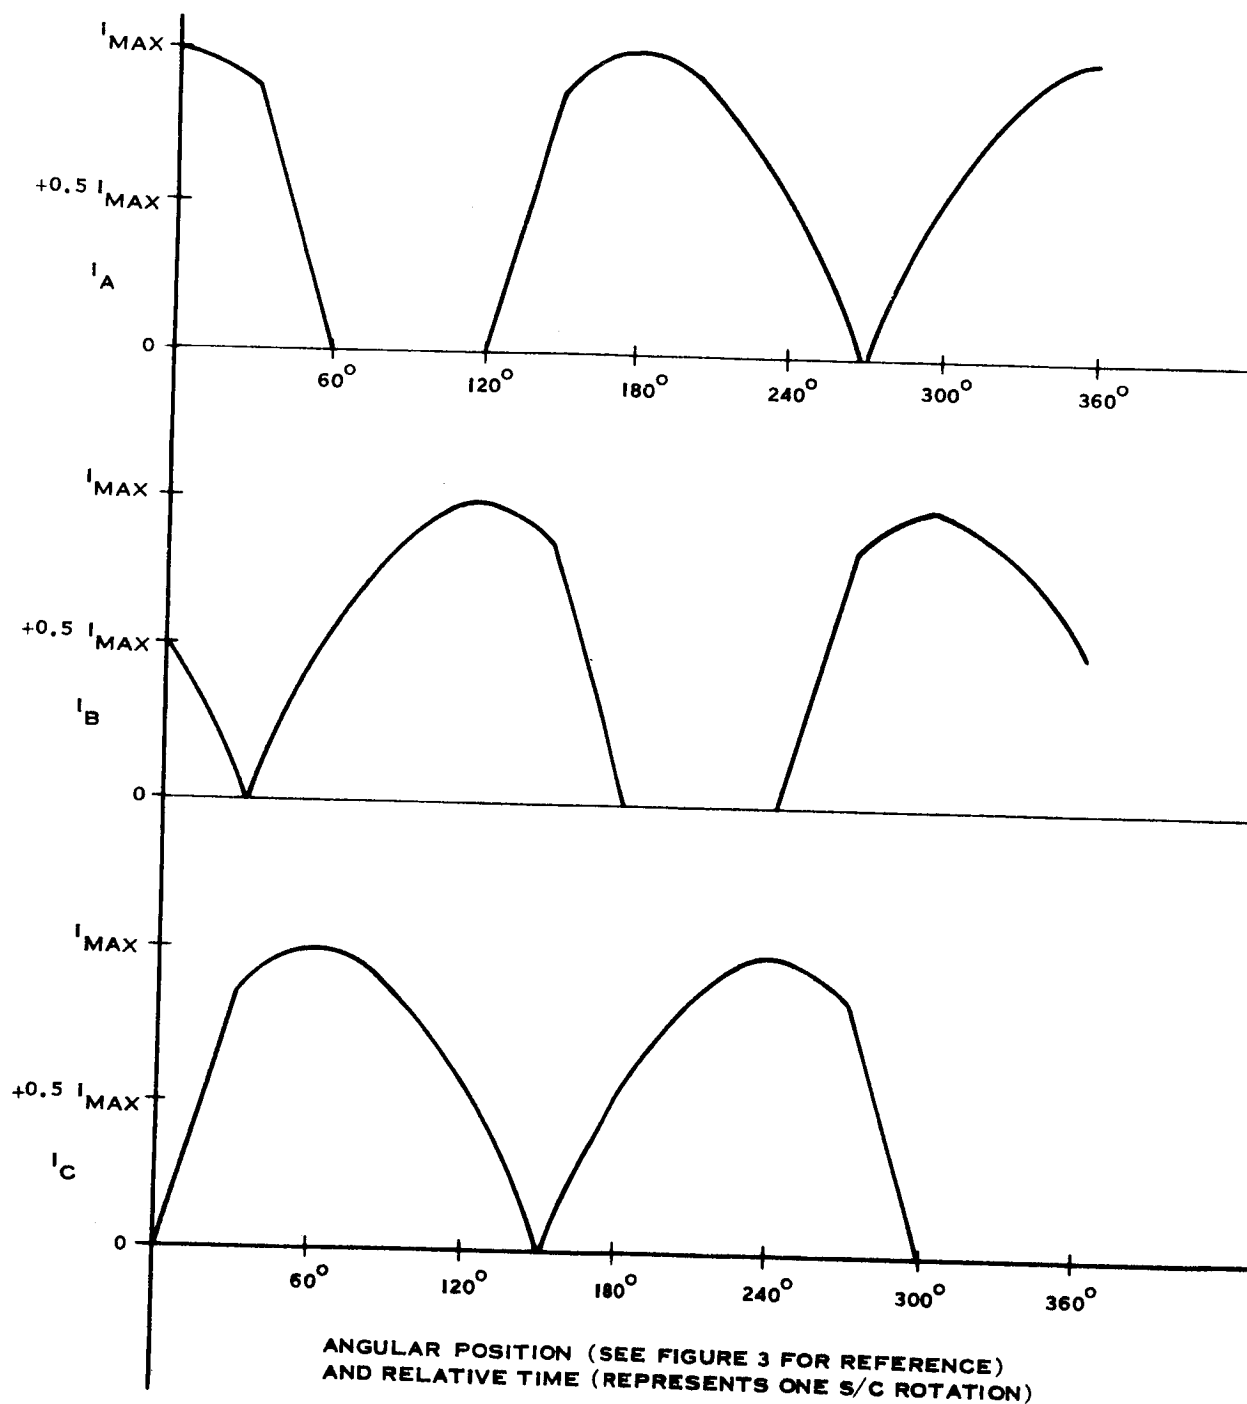 IMAX
+0.5 IMAX
IA
0
60° 120° 180° 240° 300° 360°
IMAX
+0.5 IMAX
IB
0
IMAX
+0.5 IMAX
IC
0
60° 120° 180° 240° 300° 360°
ANGULAR POSITION (SEE FIGURE 3 FOR REFERENCE)
AND RELATIVE TIME (REPRESENTS ONE S/C ROTATION)